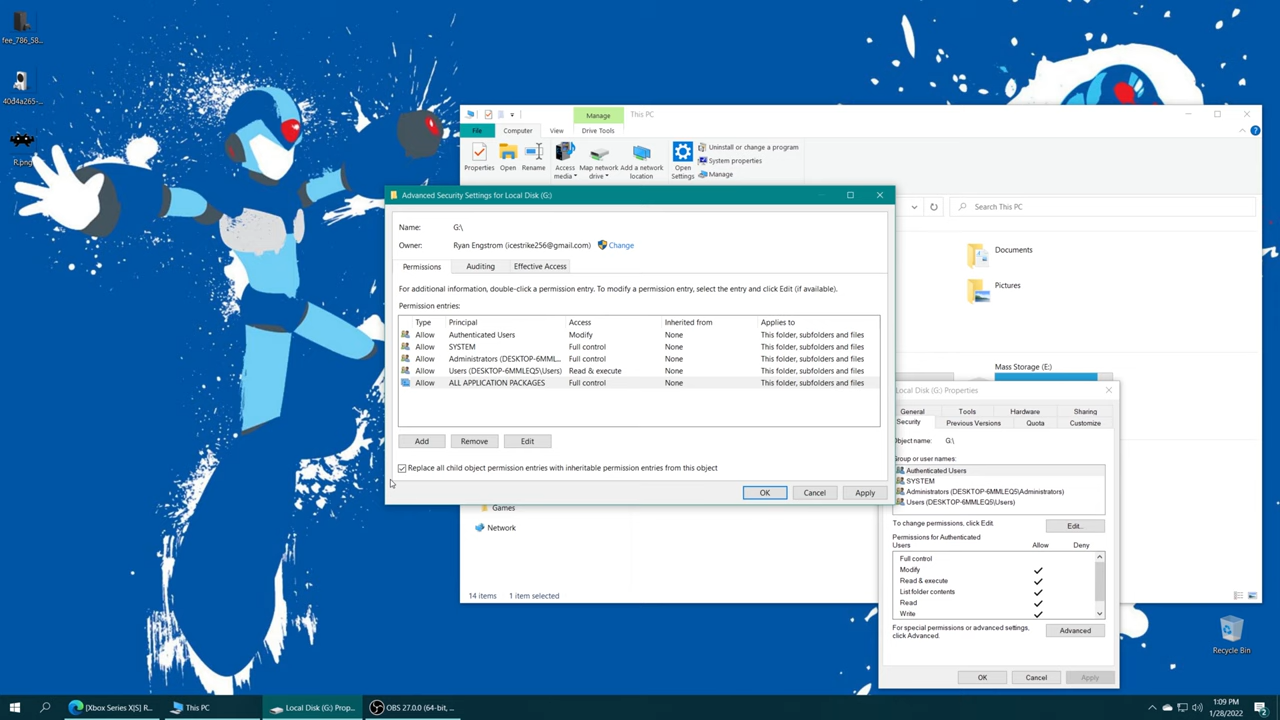 fee_786_58...
40d4a265-...
R.png
Manage
This PC
File
Computer
View
Drive Tools
Properties
Open
Rename
Access media
Map network drive
Add a network location
Open Settings
Uninstall or change a program
System properties
Manage
Search This PC
Documents
Pictures
Mass Storage (E:)
Games
Network
14 items
1 item selected
Advanced Security Settings for Local Disk (G:)
Name: G:\
Owner: Ryan Engstrom (icestrike256@gmail.com) Change
Permissions Auditing Effective Access
For additional information, double-click a permission entry. To modify a permission entry, select the entry and click Edit (if available).
Permission entries:
Type Principal Access Inherited from Applies to
Allow Authenticated Users Modify None This folder, subfolders and files
Allow SYSTEM Full control None This folder, subfolders and files
Allow Administrators (DESKTOP-6MML... Full control None This folder, subfolders and files
Allow Users (DESKTOP-6MMLEQ5\Users) Read & execute None This folder, subfolders and files
Allow ALL APPLICATION PACKAGES Full control None This folder, subfolders and files
Add Remove Edit
Replace all child object permission entries with inheritable permission entries from this object
OK Cancel Apply
Local Disk (G:) Properties
General Tools Hardware Sharing
Security Previous Versions Quota Customize
Object name: G:\
Group or user names:
Authenticated Users
SYSTEM
Administrators (DESKTOP-6MMLEQ5\Administrators)
Users (DESKTOP-6MMLEQ5\Users)
To change permissions, click Edit.
Edit...
Permissions for Authenticated
Users Allow Deny
Full control
Modify
Read & execute
List folder contents
Read
Write
For special permissions or advanced settings,
click Advanced.
Advanced
OK Cancel Apply
Recycle Bin
[Xbox Series X|S] R...
This PC
Local Disk (G:) Prop...
OBS 27.0.0 (64-bit, ...
1:09 PM
1/28/2022
2